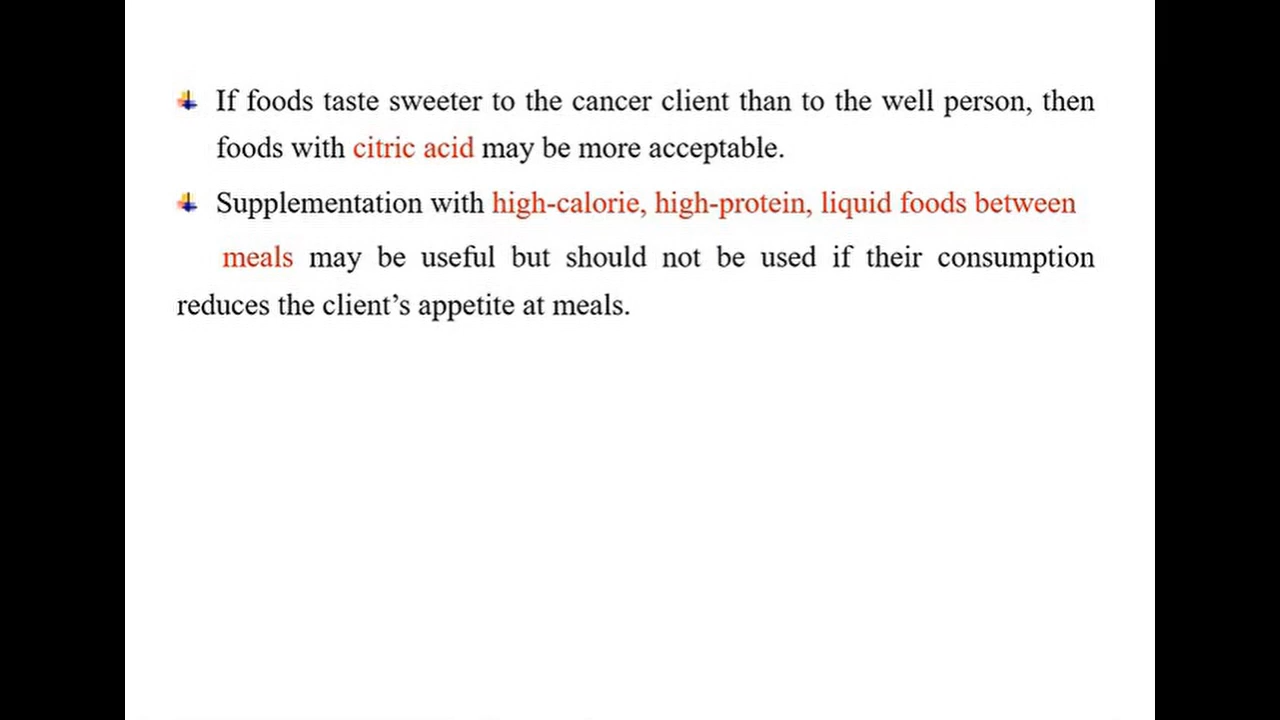 If foods taste sweeter to the cancer client than to the well person, then
foods with citric acid may be more acceptable.
Supplementation with high-calorie, high-protein, liquid foods between
meals may be useful but should not be used if their consumption
reduces the client’s appetite at meals.